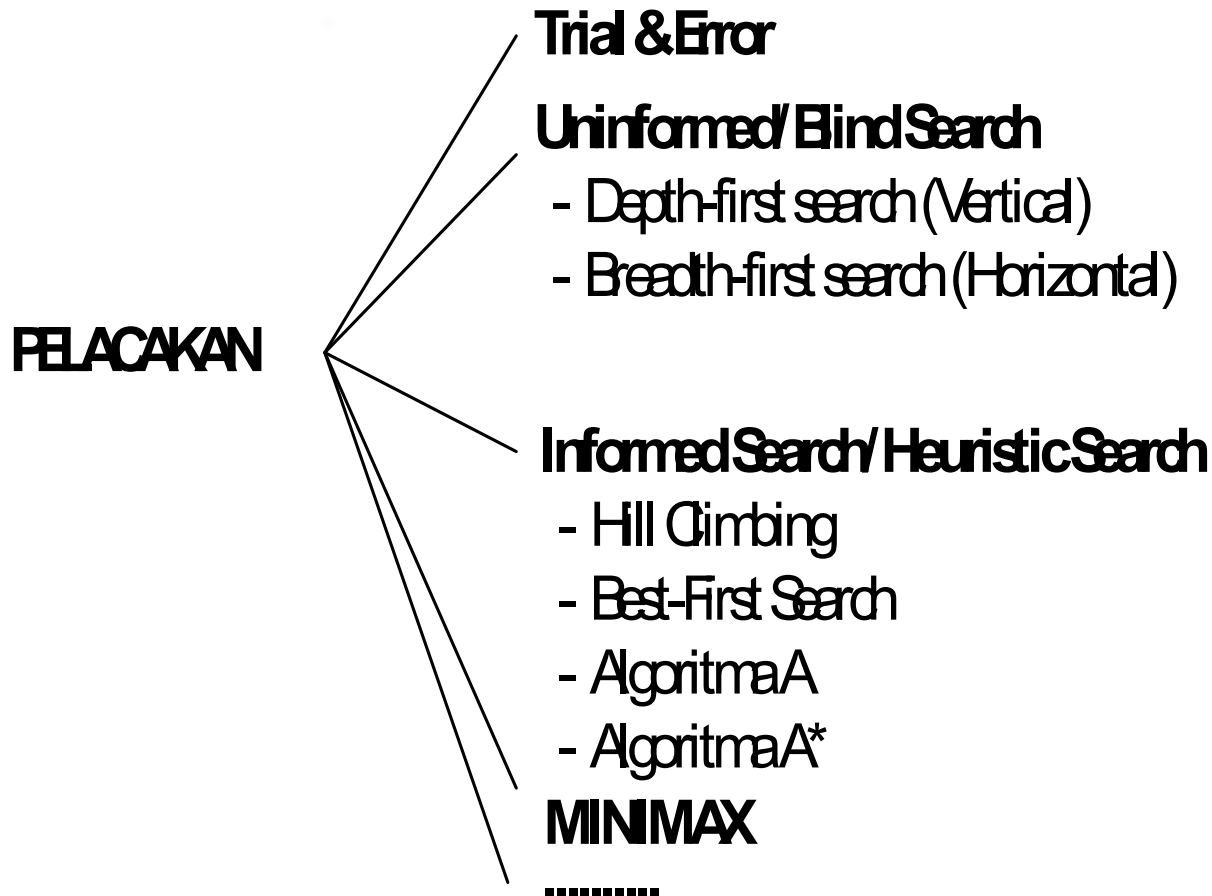 Trial & Error
Uninformed/ Blind Search
- Depth-first search (Vertical)
- Breadth-first search (Horizontal)
PELACAKAN
Informed Search/ Heuristic Search
- Hill Climbing
- Best-First Search
- Algoritma A
- Algoritma A*
MINIMAX
..........